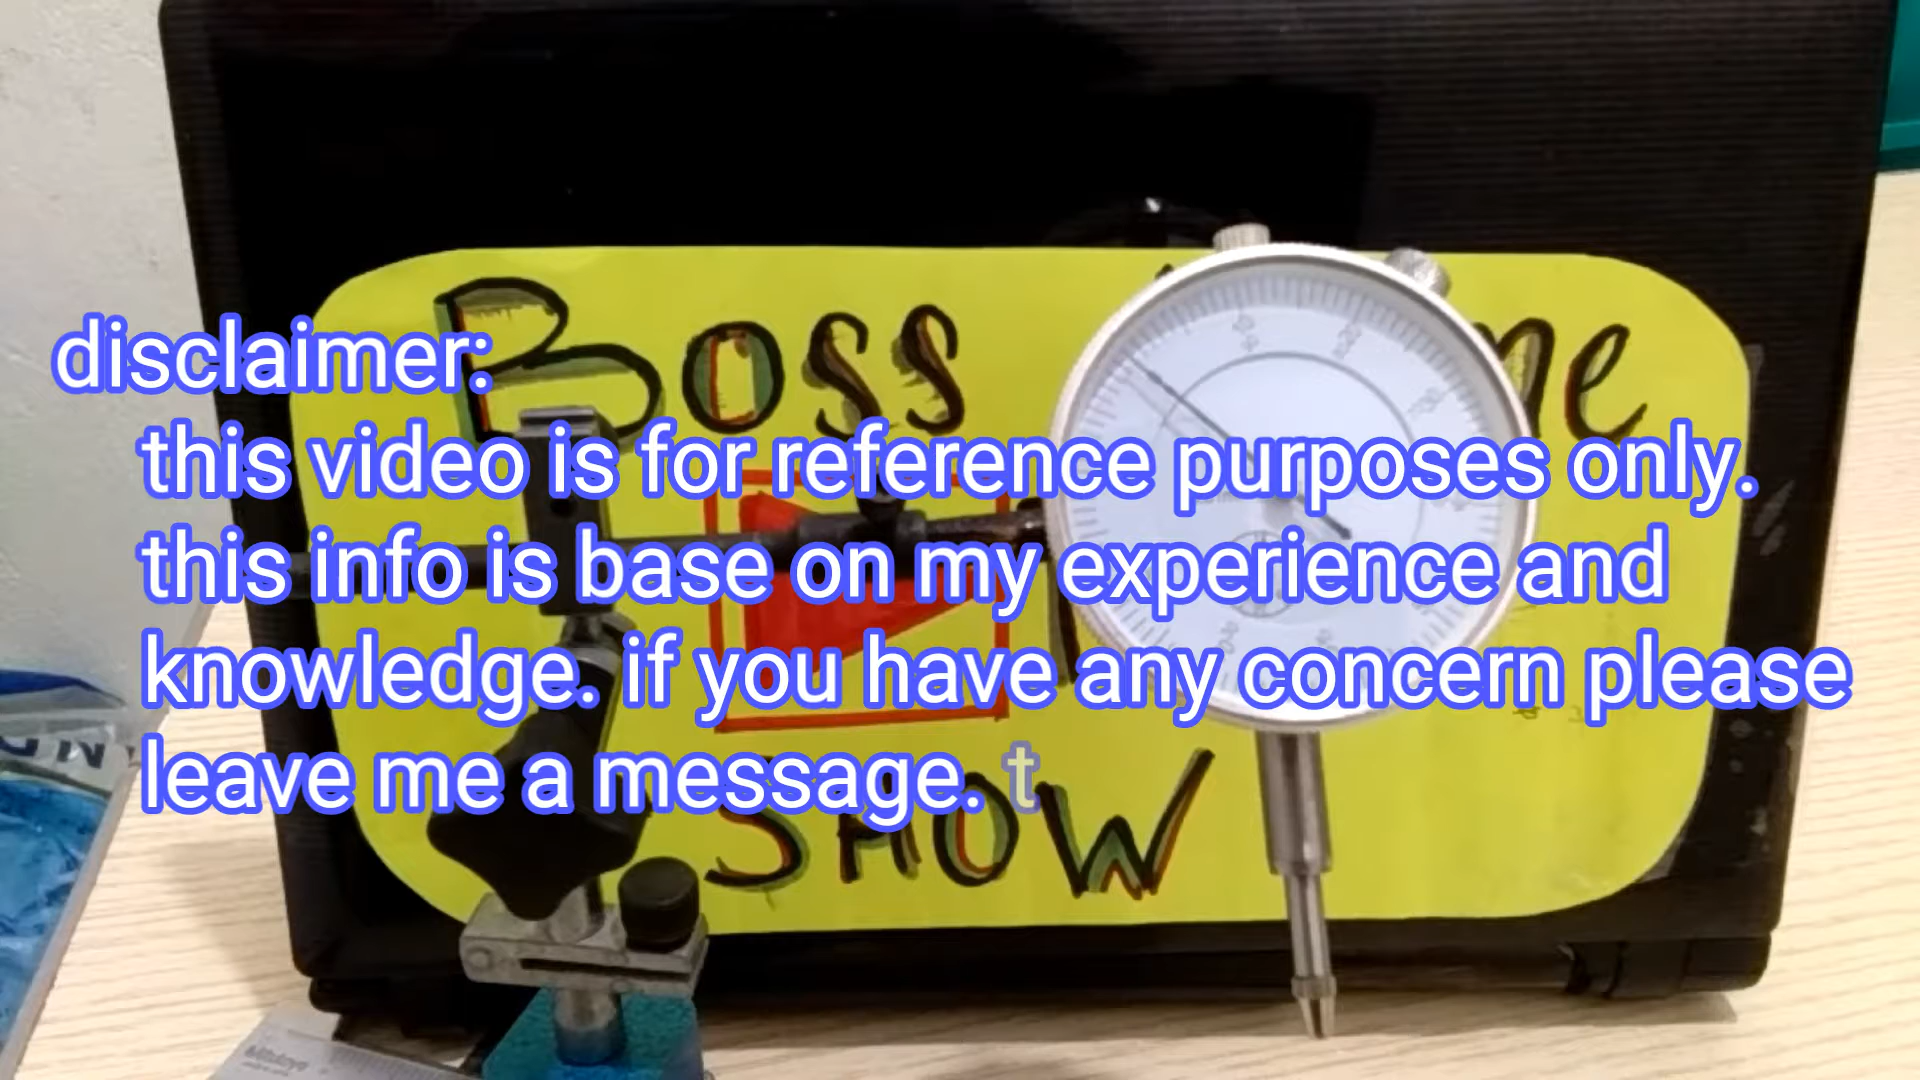 disclaimer:
Boss
this video is for reference purposes only.
this info is base on my experience and
knowledge. if you have any concern please
leave me a message. t
SHOW
Mitutoyo